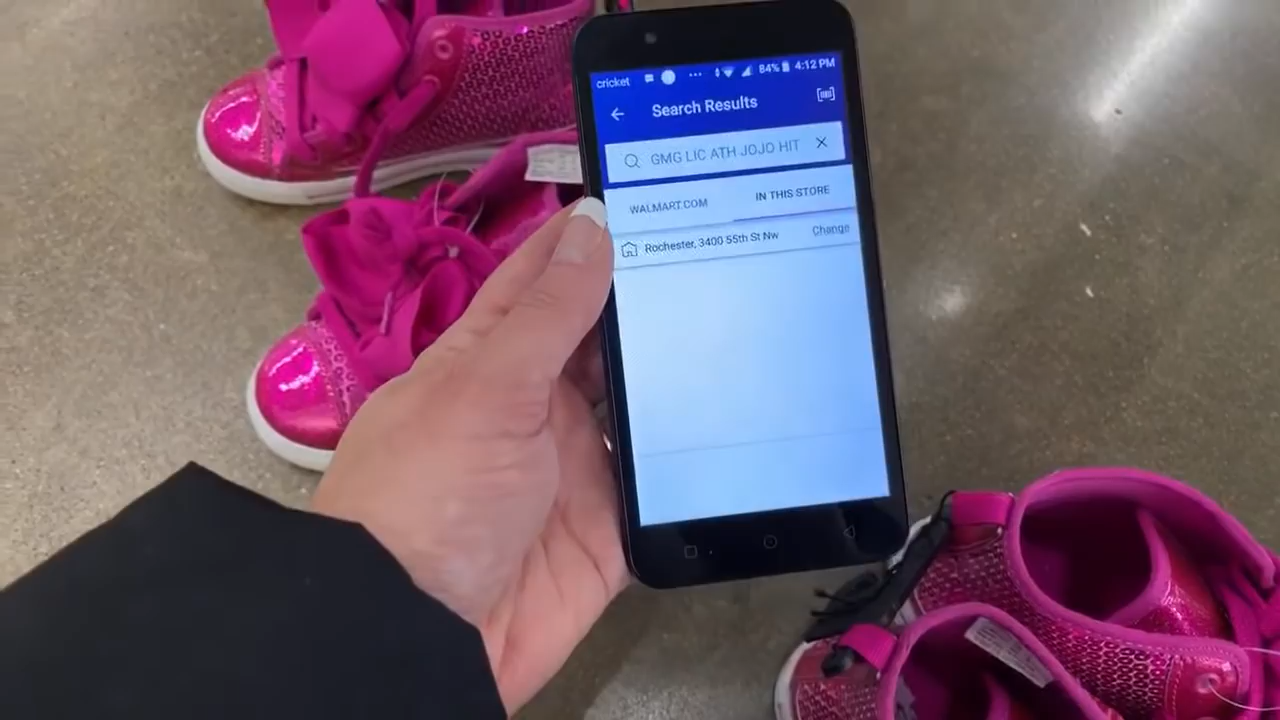 cricket 84% 4:12 PM
Search Results
GMG LIC ATH JOJO HIT
WALMART.COM
IN THIS STORE
Rochester, 3400 55th St Nw
Change